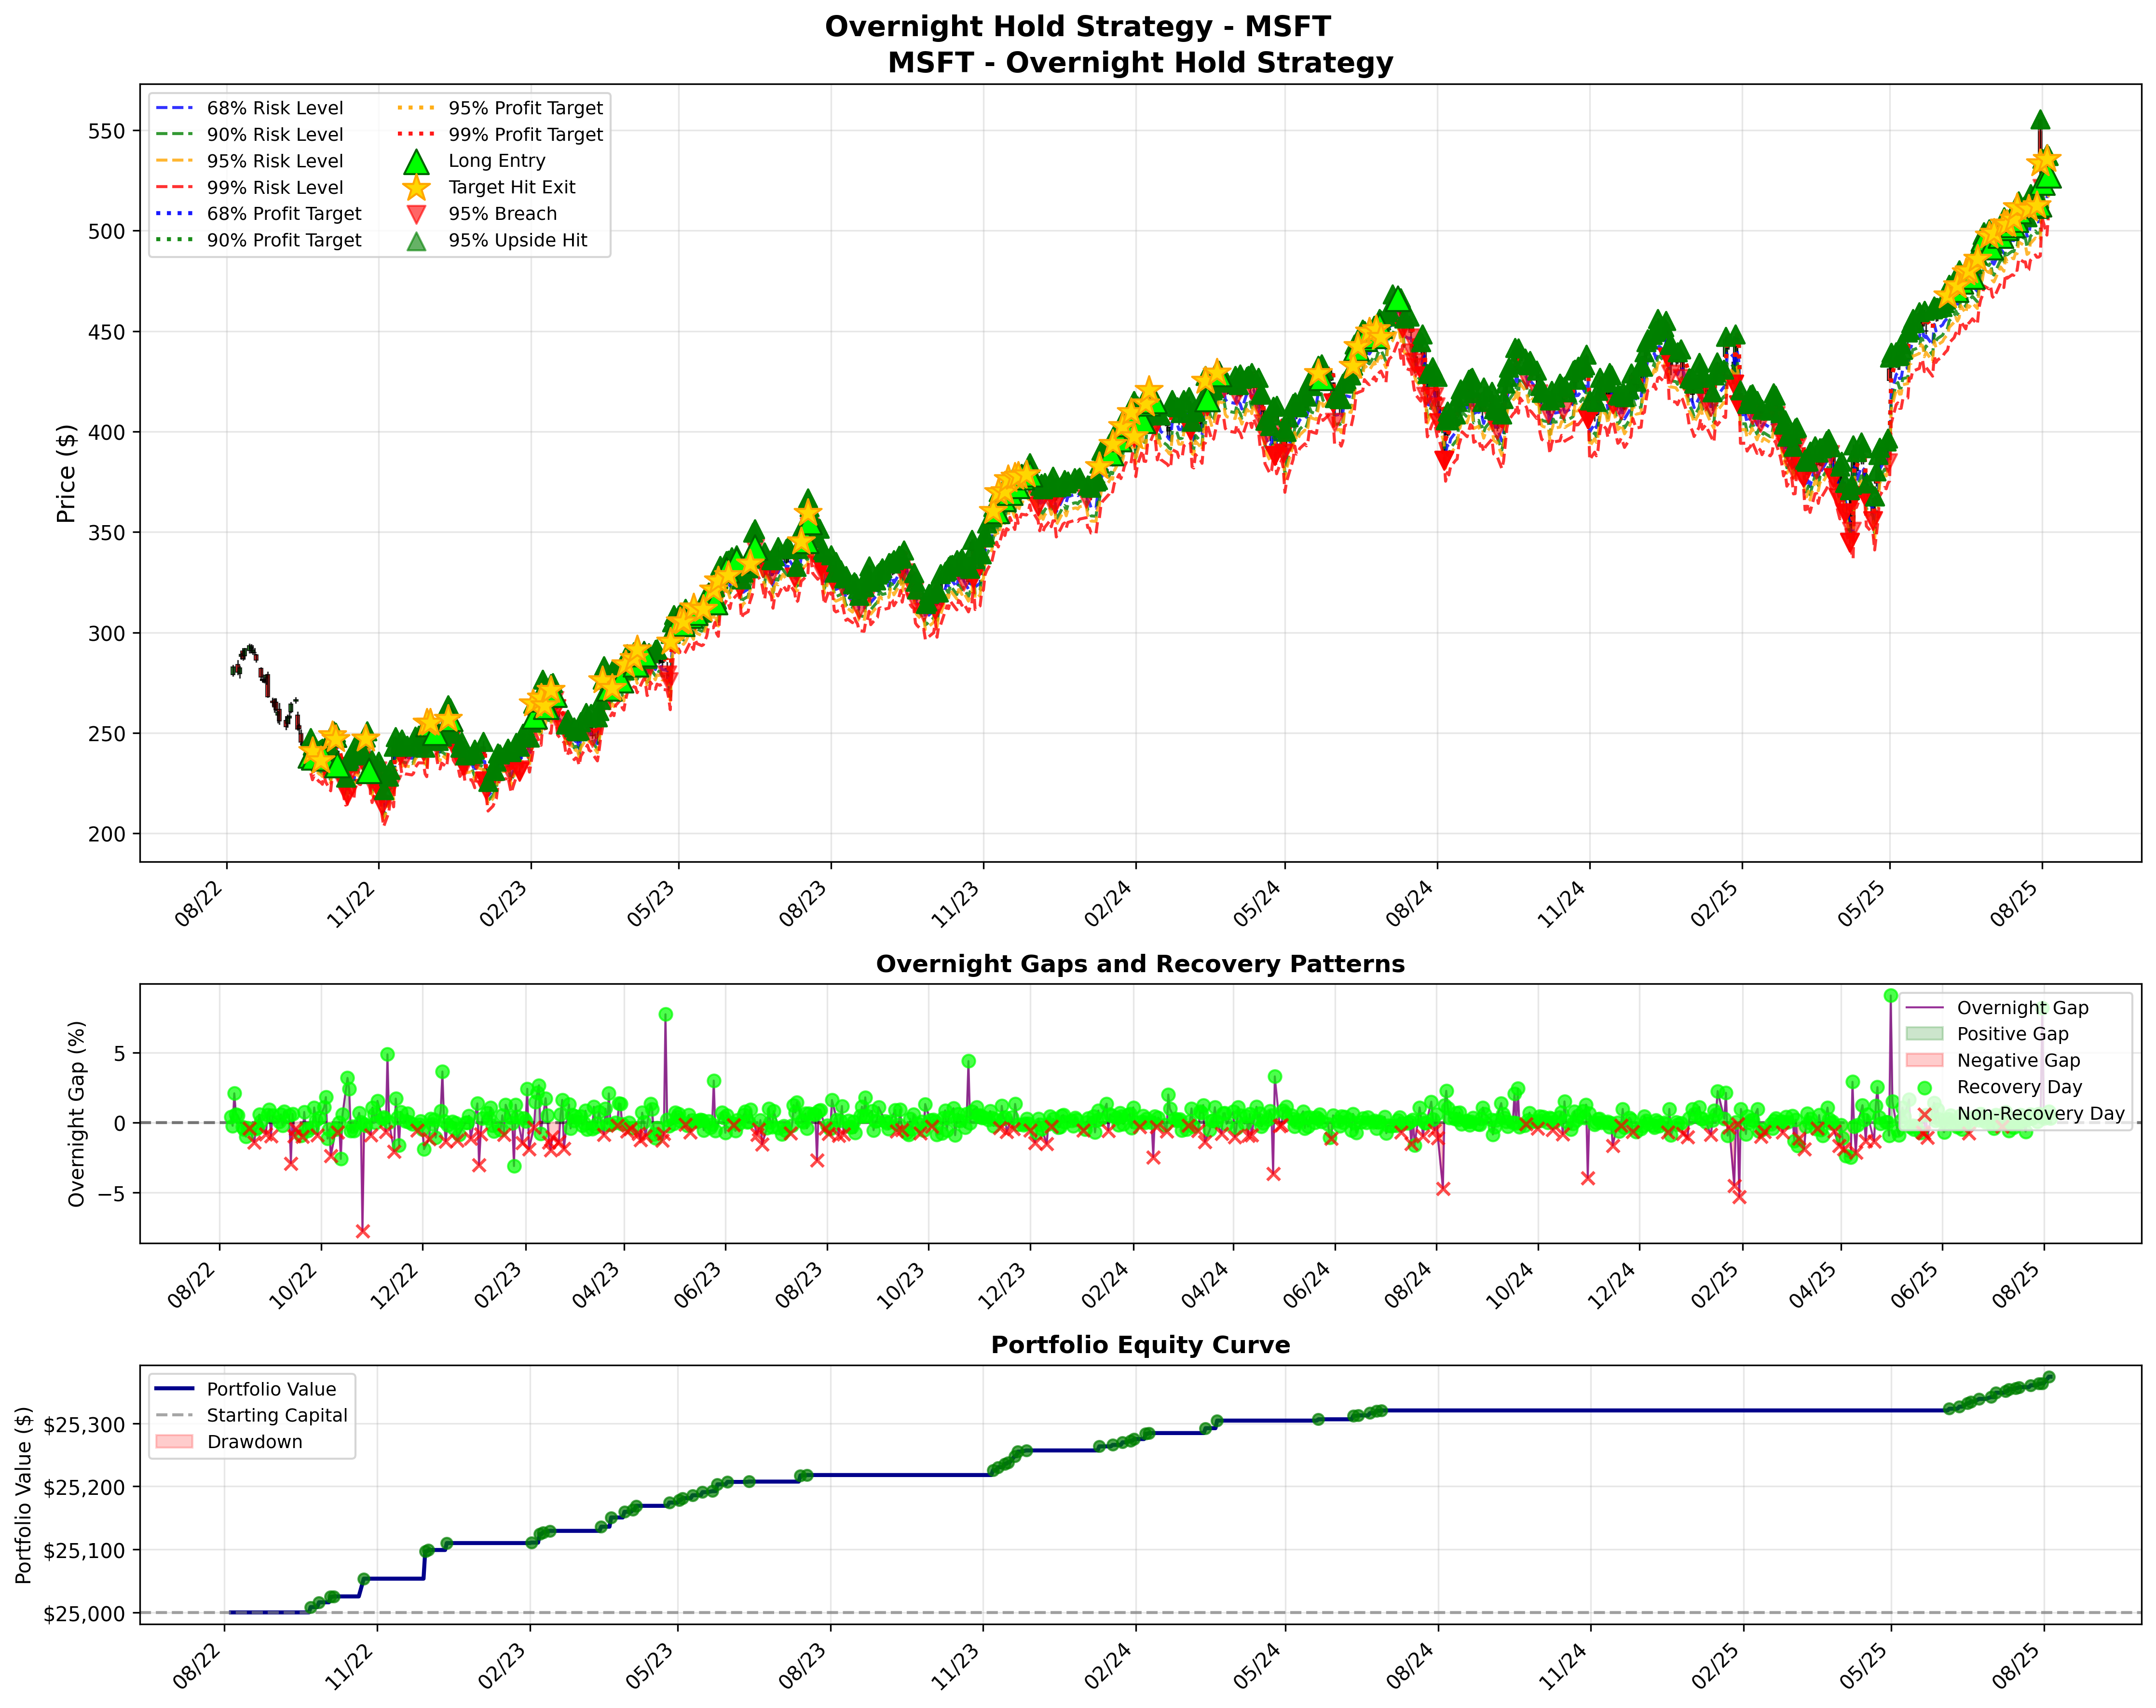 Overnight Hold Strategy - MSFT
MSFT - Overnight Hold Strategy
68% Risk Level
90% Risk Level
95% Risk Level
99% Risk Level
68% Profit Target
90% Profit Target
95% Profit Target
99% Profit Target
Long Entry
Target Hit Exit
95% Breach
95% Upside Hit
Price ($)
550
500
450
400
350
300
250
200
08/22
11/22
02/23
05/23
08/23
11/23
02/24
05/24
08/24
11/24
02/25
05/25
08/25
Overnight Gaps and Recovery Patterns
Overnight Gap (%)
5
0
−5
Overnight Gap
Positive Gap
Negative Gap
Recovery Day
Non-Recovery Day
08/22
10/22
12/22
02/23
04/23
06/23
08/23
10/23
12/23
02/24
04/24
06/24
08/24
10/24
12/24
02/25
04/25
06/25
08/25
Portfolio Equity Curve
Portfolio Value ($)
Portfolio Value
Starting Capital
Drawdown
$25,300
$25,200
$25,100
$25,000
08/22
11/22
02/23
05/23
08/23
11/23
02/24
05/24
08/24
11/24
02/25
05/25
08/25